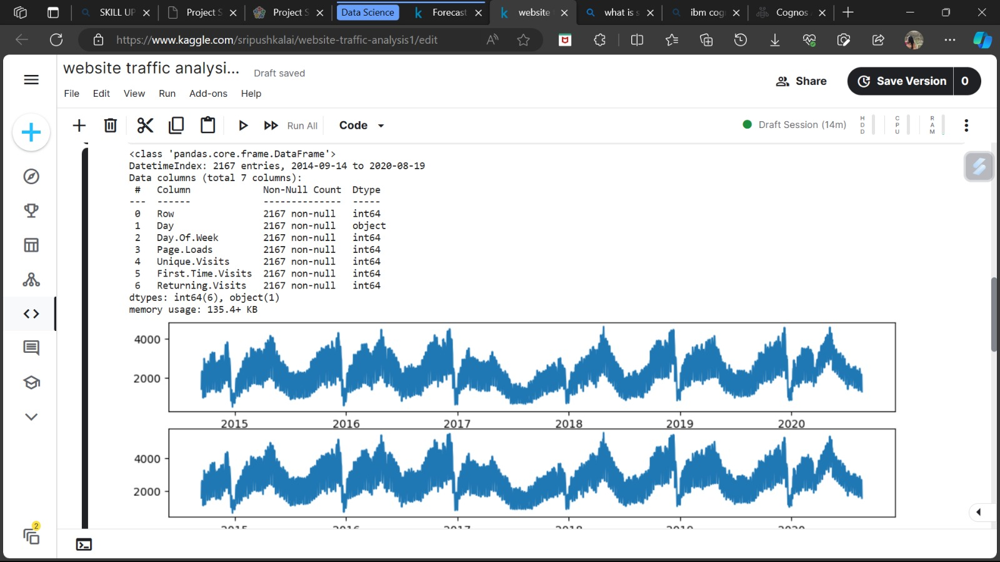 SKILL UP
Project S
Project S
Data Science
Forecast
website
what is s
ibm cog
Cognos
https://www.kaggle.com/sripushkalai/website-traffic-analysis1/edit
website traffic analysi...
Draft saved
Share
Save Version
0
File
Edit
View
Run
Add-ons
Help
Run All
Code
Draft Session (14m)
HDD
CPU
RAM
<class 'pandas.core.frame.DataFrame'>
DatetimeIndex: 2167 entries, 2014-09-14 to 2020-08-19
Data columns (total 7 columns):
#   Column              Non-Null Count  Dtype
---  ------              --------------  -----
0   Row                 2167 non-null   int64
1   Day                 2167 non-null   object
2   Day.Of.Week         2167 non-null   int64
3   Page.Loads          2167 non-null   int64
4   Unique.Visits       2167 non-null   int64
5   First.Time.Visits   2167 non-null   int64
6   Returning.Visits    2167 non-null   int64
dtypes: int64(6), object(1)
memory usage: 135.4+ KB
4000
2000
2015 2016 2017 2018 2019 2020
4000
2000
2015 2016 2017 2018 2019 2020
2